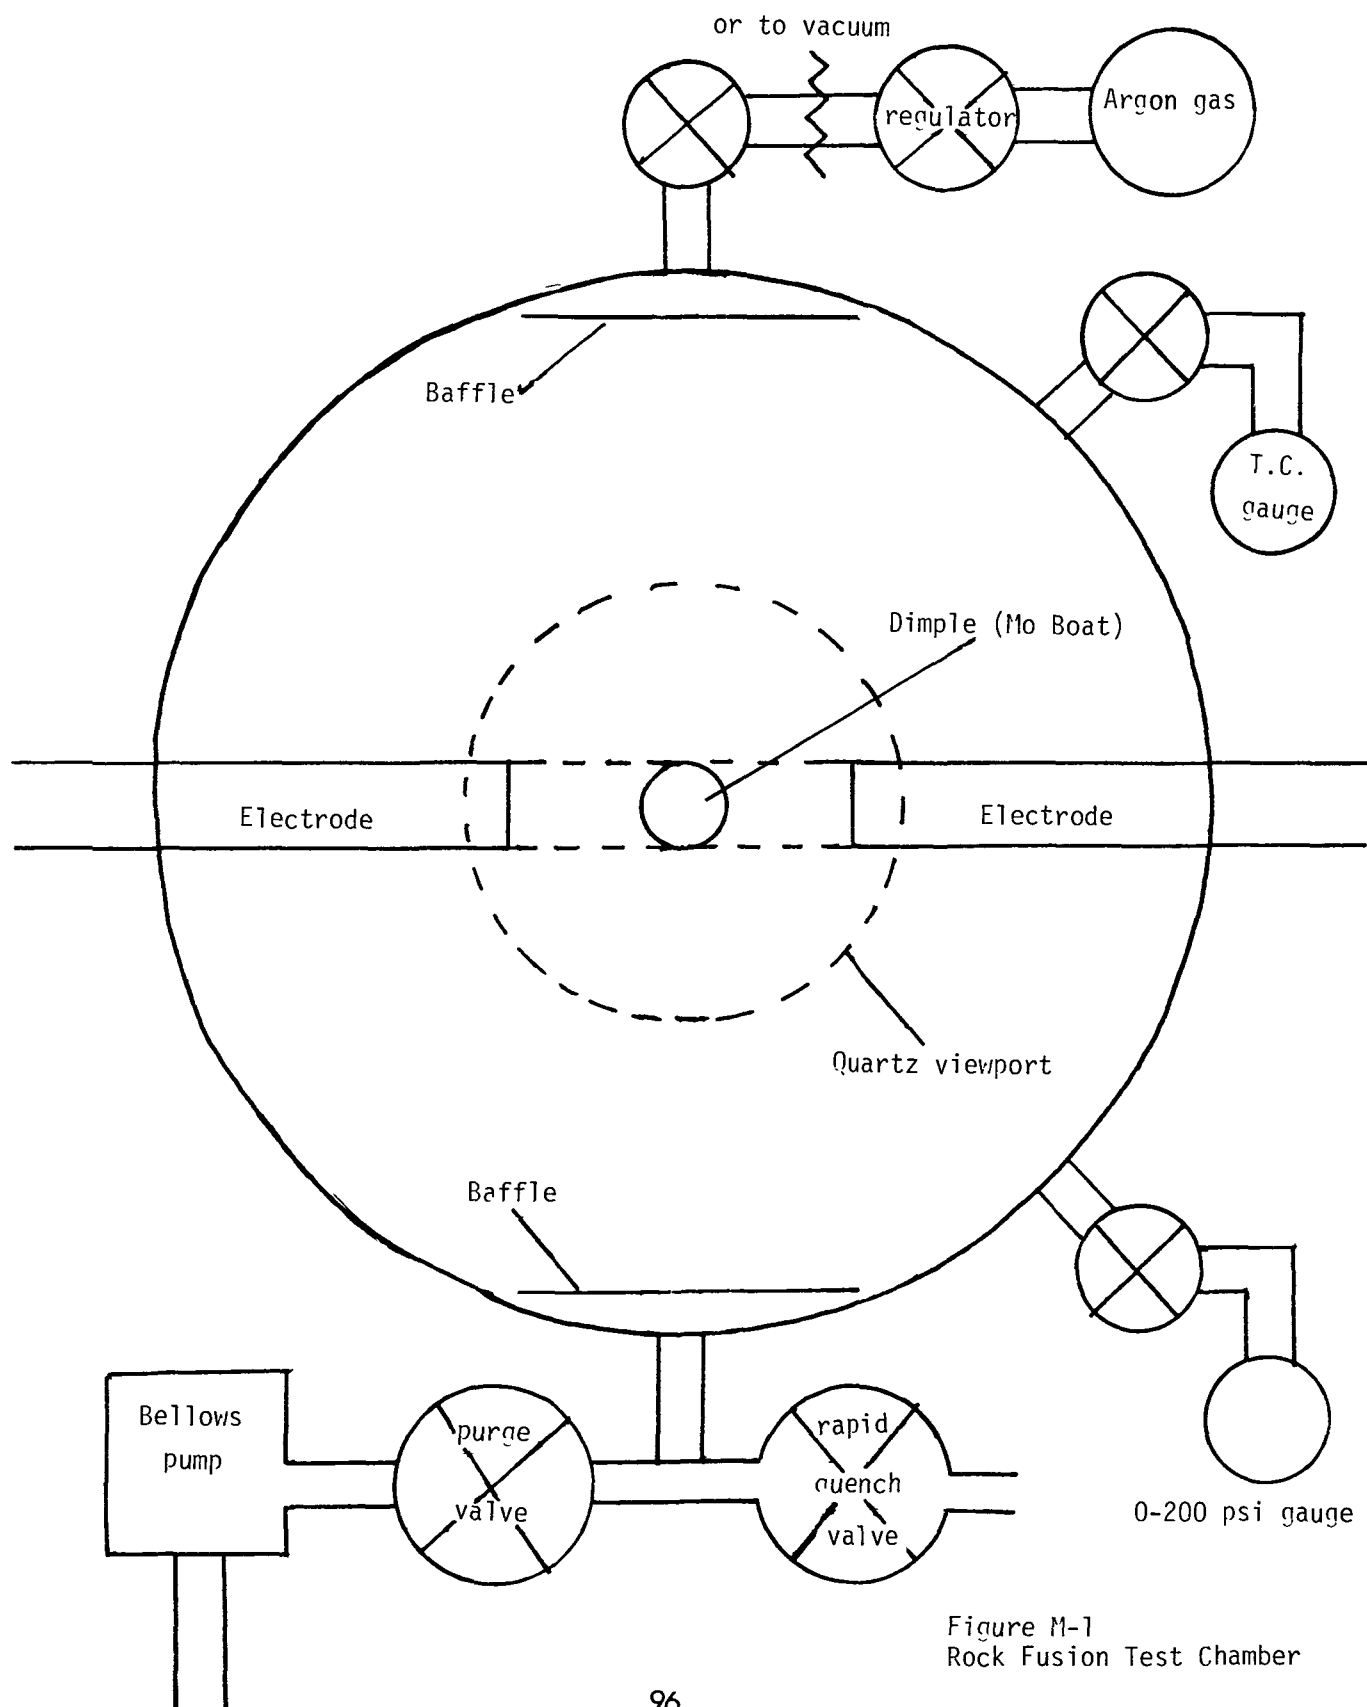 or to vacuum
regulator
Argon gas
Baffle
T.C.
gauge
Dimple (Mo Boat)
Electrode
Electrode
Quartz viewport
Baffle
Bellows
pump
purge
valve
rapid
quench
valve
0-200 psi gauge
Figure M-1
Rock Fusion Test Chamber
96